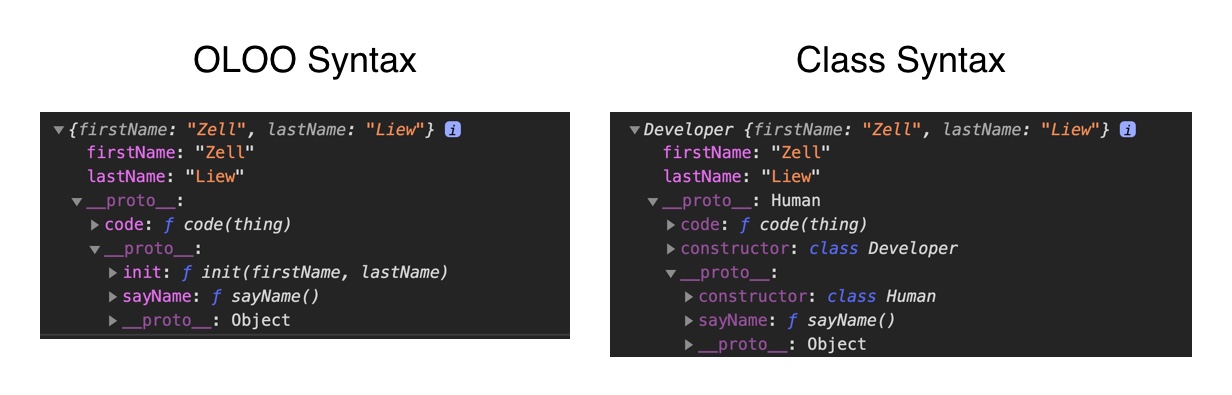 OLOO Syntax
▼{firstName: "Zell", lastName: "Liew"} i
firstName: "Zell"
lastName: "Liew"
▼__proto__:
▶code: ƒ code(thing)
▼__proto__:
▶init: ƒ init(firstName, lastName)
▶sayName: ƒ sayName()
▶__proto__: Object
Class Syntax
▼Developer {firstName: "Zell", lastName: "Liew"} i
firstName: "Zell"
lastName: "Liew"
▼__proto__: Human
▶code: ƒ code(thing)
▶constructor: class Developer
▼__proto__:
▶constructor: class Human
▶sayName: ƒ sayName()
▶__proto__: Object